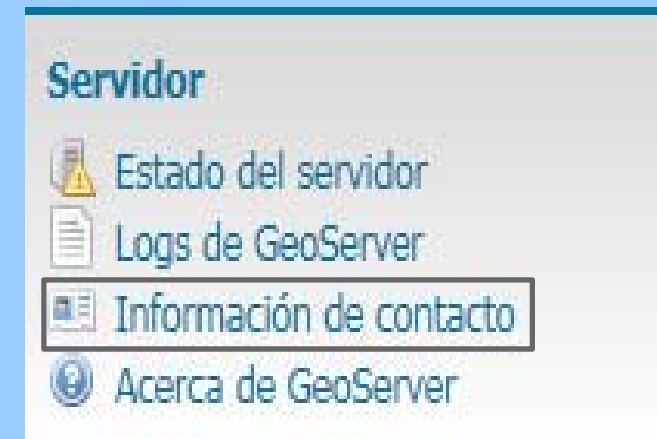 Servidor
Estado del servidor
Logs de GeoServer
Información de contacto
Acerca de GeoServer